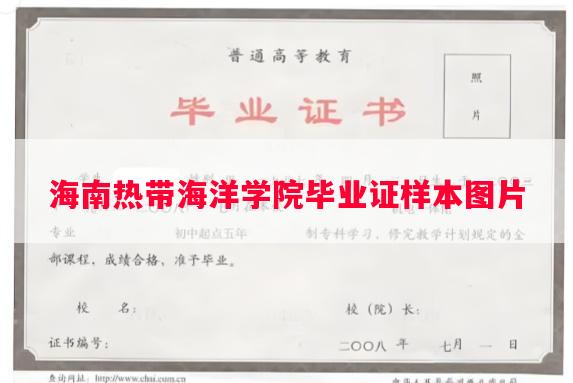 普通高等教育
照
片
毕业证书
海南热带海洋学院毕业证样本图片
专业 初中起点五年 制专科学习,修完教学计划规定的全
部课程,成绩合格,准予毕业。
校 名: 校(院)长:
证书编号: 二〇〇八 年 七月 一 日
查询网址:http://www.chsi.com.cn